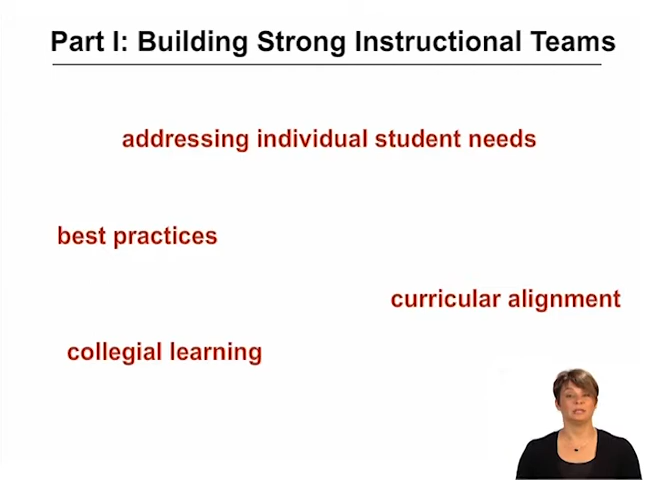 Part I: Building Strong Instructional Teams
addressing individual student needs
best practices
curricular alignment
collegial learning